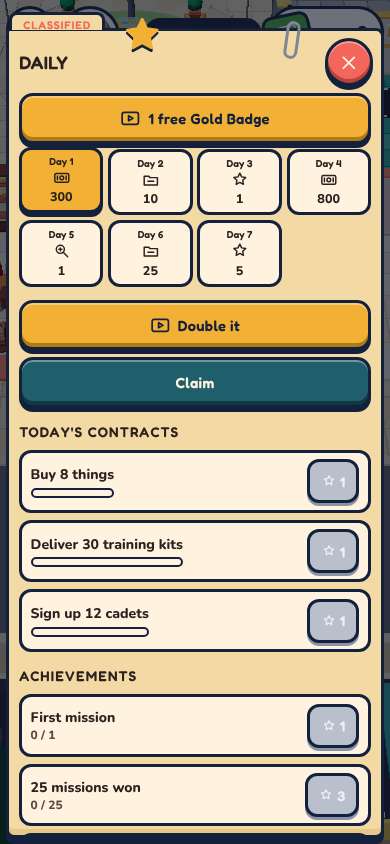 CLASSIFIED
DAILY
1 free Gold Badge
Day 1
300
Day 2
10
Day 3
1
Day 4
800
Day 5
1
Day 6
25
Day 7
5
Double it
Claim
TODAY'S CONTRACTS
Buy 8 things
1
Deliver 30 training kits
1
Sign up 12 cadets
1
ACHIEVEMENTS
First mission
0 / 1
1
25 missions won
0 / 25
3